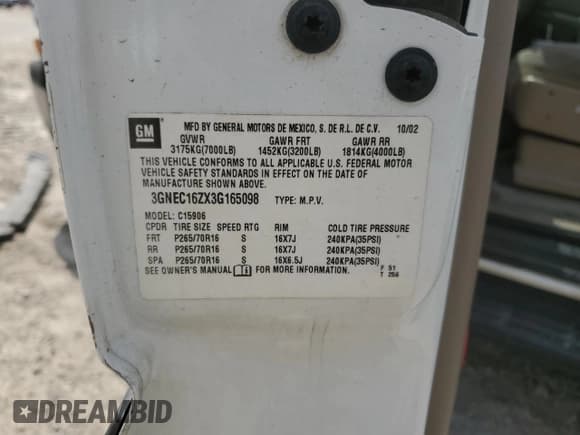 GM
MFD BY GENERAL MOTORS DE MEXICO, S. DE R.L. DE C.V. 10/02
GVWR GAWR FRT GAWR RR
3175KG(7000LB) 1452KG(3200LB) 1814KG(4000LB)
THIS VEHICLE CONFORMS TO ALL APPLICABLE U.S. FEDERAL MOTOR
VEHICLE SAFETY STANDARDS IN EFFECT ON THE DATE OF
MANUFACTURE SHOWN ABOVE.
3GNEC16ZX3G165098 TYPE: M.P.V.
MODEL: C15906
CPDR TIRE SIZE SPEED RTG RIM COLD TIRE PRESSURE
FRT P265/70R16 S 16X7J 240KPA(35PSI)
RR P265/70R16 S 16X7J 240KPA(35PSI)
SPA P265/70R16 S 16X6.5J 240KPA(35PSI)
SEE OWNER'S MANUAL FOR MORE INFORMATION. F 51
T 256
DREAMBID